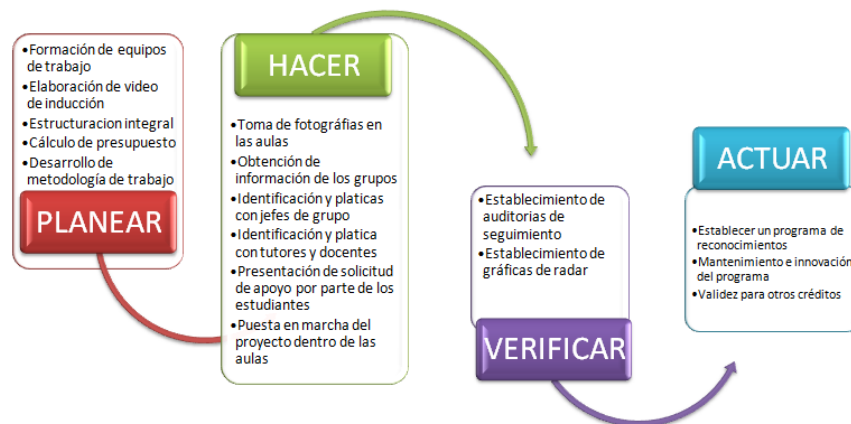 •Formación de equipos
de trabajo
•Elaboración de video
de inducción
•Estructuracion integral
•Cálculo de presupuesto
•Desarrollo de
metodología de trabajo
PLANEAR
HACER
•Toma de fotográfias en
las aulas
•Obtención de
información de los grupos
•Identificación y platicas
con jefes de grupo
•Identificación y platica
con tutores y docentes
•Presentación de solicitud
de apoyo por parte de los
estudiantes
•Puesta en marcha del
proyecto dentro de las
aulas
•Establecimiento de
auditorias de
seguimiento
•Establecimiento de
gráficas de radar
VERIFICAR
ACTUAR
•Establecer un programa de
reconocimientos
•Mantenimiento e innovación
del programa
•Validez para otros créditos